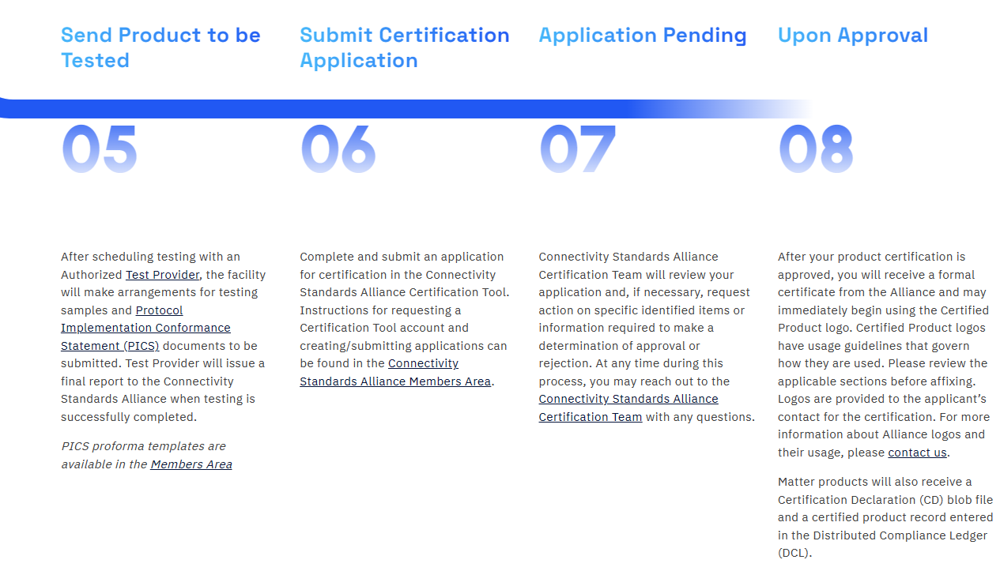 Send Product to be
Tested
Submit Certification
Application
Application Pending
Upon Approval
05
06
07
08
After scheduling testing with an
Authorized Test Provider, the facility
will make arrangements for testing
samples and Protocol
Implementation Conformance
Statement (PICS) documents to be
submitted. Test Provider will issue a
final report to the Connectivity
Standards Alliance when testing is
successfully completed.
PICS proforma templates are
available in the Members Area
Complete and submit an application
for certification in the Connectivity
Standards Alliance Certification Tool.
Instructions for requesting a
Certification Tool account and
creating/submitting applications can
be found in the Connectivity
Standards Alliance Members Area.
Connectivity Standards Alliance
Certification Team will review your
application and, if necessary, request
action on specific identified items or
information required to make a
determination of approval or
rejection. At any time during this
process, you may reach out to the
Connectivity Standards Alliance
Certification Team with any questions.
After your product certification is
approved, you will receive a formal
certificate from the Alliance and may
immediately begin using the Certified
Product logo. Certified Product logos
have usage guidelines that govern
how they are used. Please review the
applicable sections before affixing.
Logos are provided to the applicant’s
contact for the certification. For more
information about Alliance logos and
their usage, please contact us.
Matter products will also receive a
Certification Declaration (CD) blob file
and a certified product record entered
in the Distributed Compliance Ledger
(DCL).